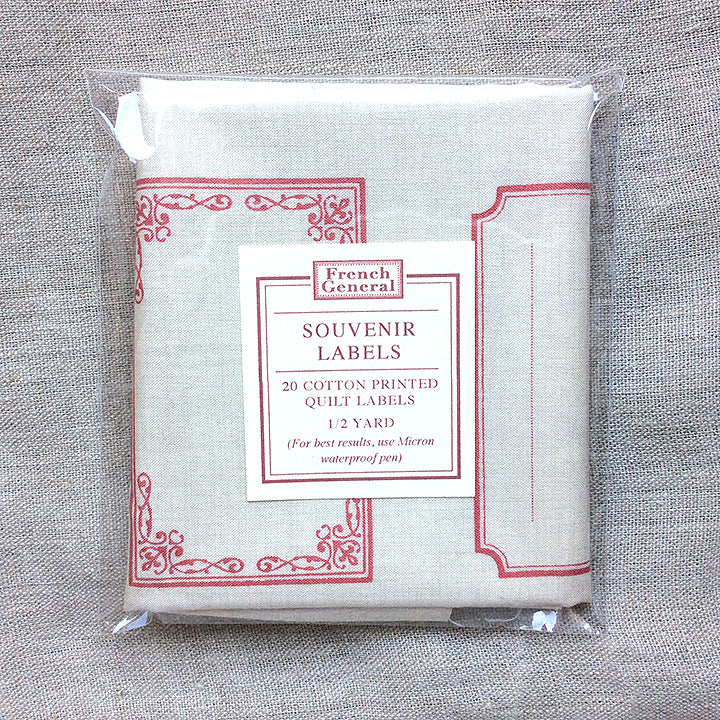 French
General
SOUVENIR
LABELS
20 COTTON PRINTED
QUILT LABELS
1/2 YARD
(For best results, use Micron
waterproof pen)